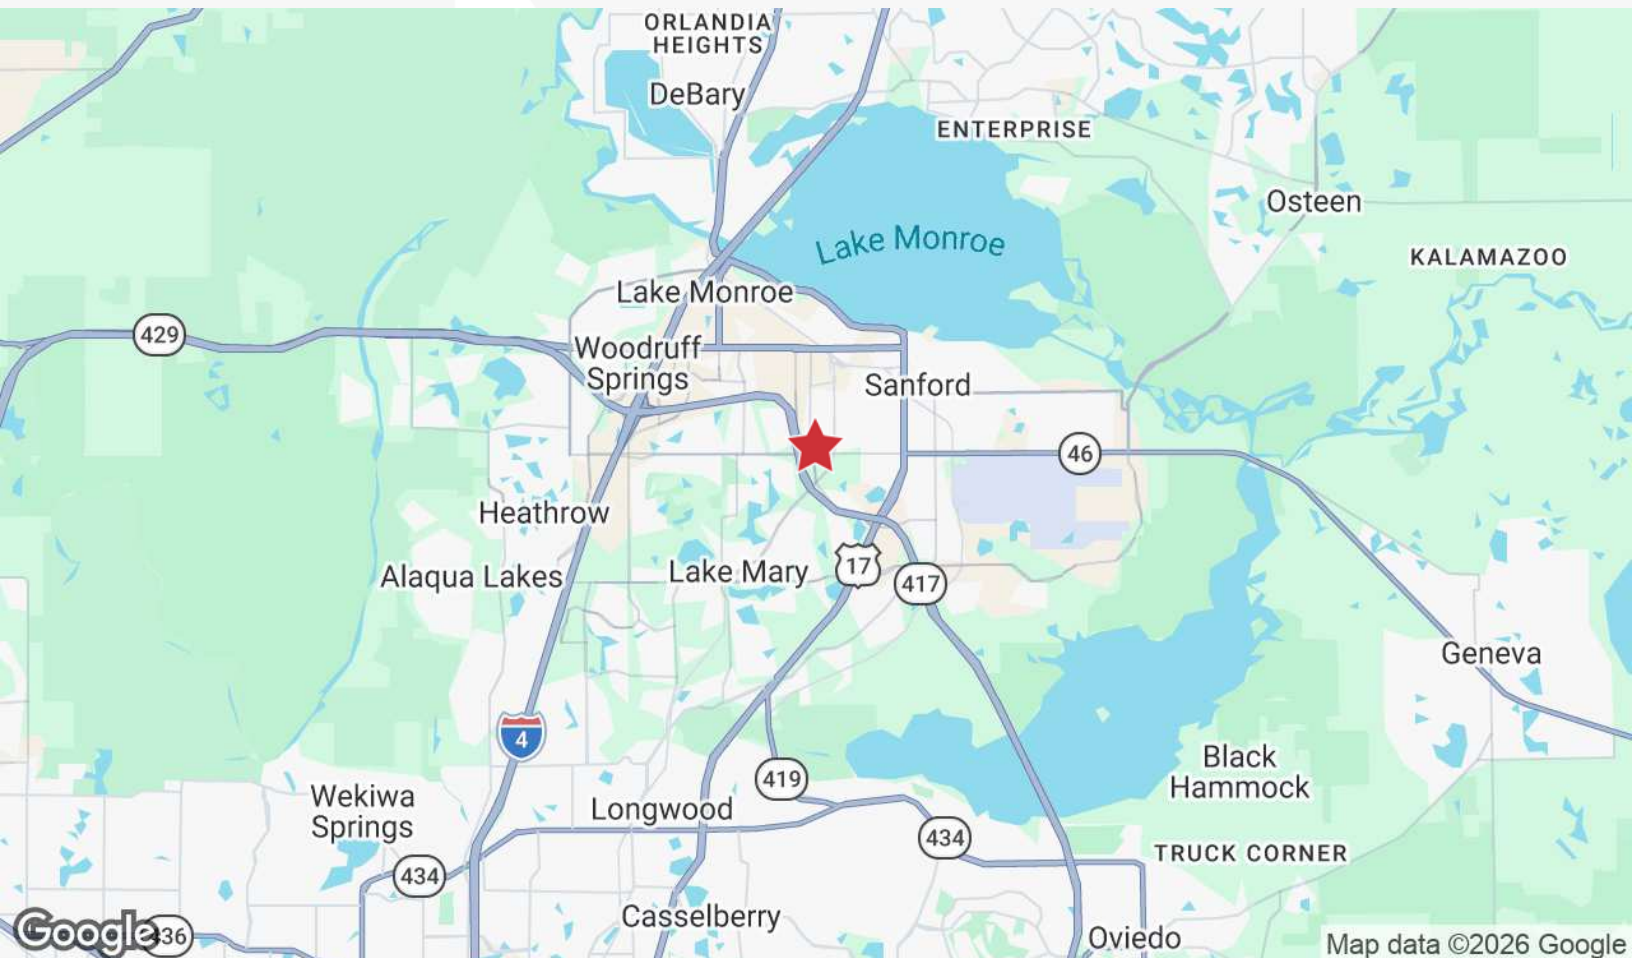 ORLANDIA
HEIGHTS
DeBary
ENTERPRISE
Osteen
Lake Monroe
KALAMAZOO
Lake Monroe
429
Woodruff
Springs
Sanford
46
Heathrow
Alaqua Lakes
Lake Mary
17
417
Geneva
4
Black
Hammock
419
Wekiwa
Springs
Longwood
434
TRUCK CORNER
434
Casselberry
Google
436
Oviedo
Map data ©2026 Google